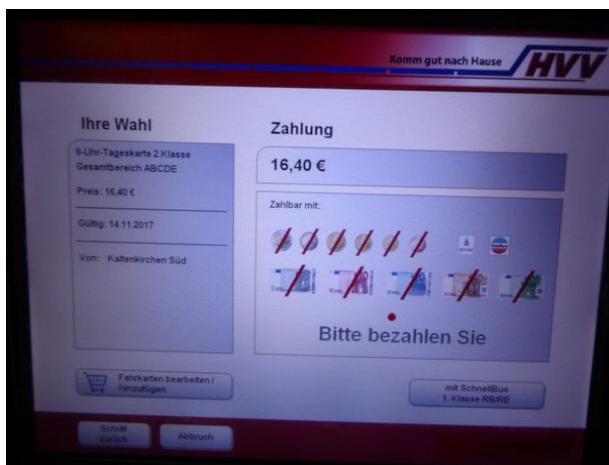 Komm gut nach Hause
HVV
Ihre Wahl
9-Uhr-Tageskarte 2.Klasse
Gesamtbereich ABCDE
Preis: 16,40 €
Gültig: 14.11.2017
Von: Kaltenkirchen Süd
Zahlung
16,40 €
Zahlbar mit:
Bitte bezahlen Sie
Fahrkarten bearbeiten /
hinzufügen
mit SchnellBus
1. Klasse RB/RE
Schritt
zurück
Abbruch